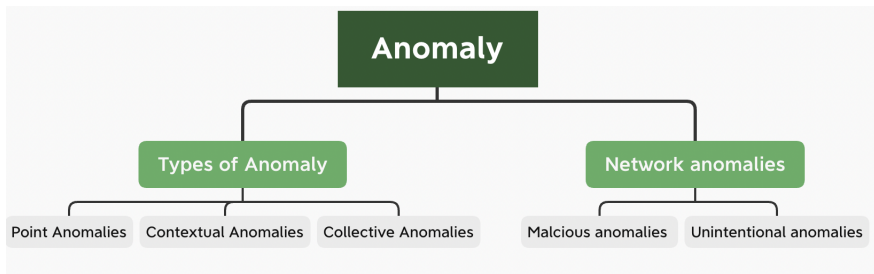 Anomaly
Types of Anomaly
Network anomalies
Point Anomalies
Contextual Anomalies
Collective Anomalies
Malcious anomalies
Unintentional anomalies